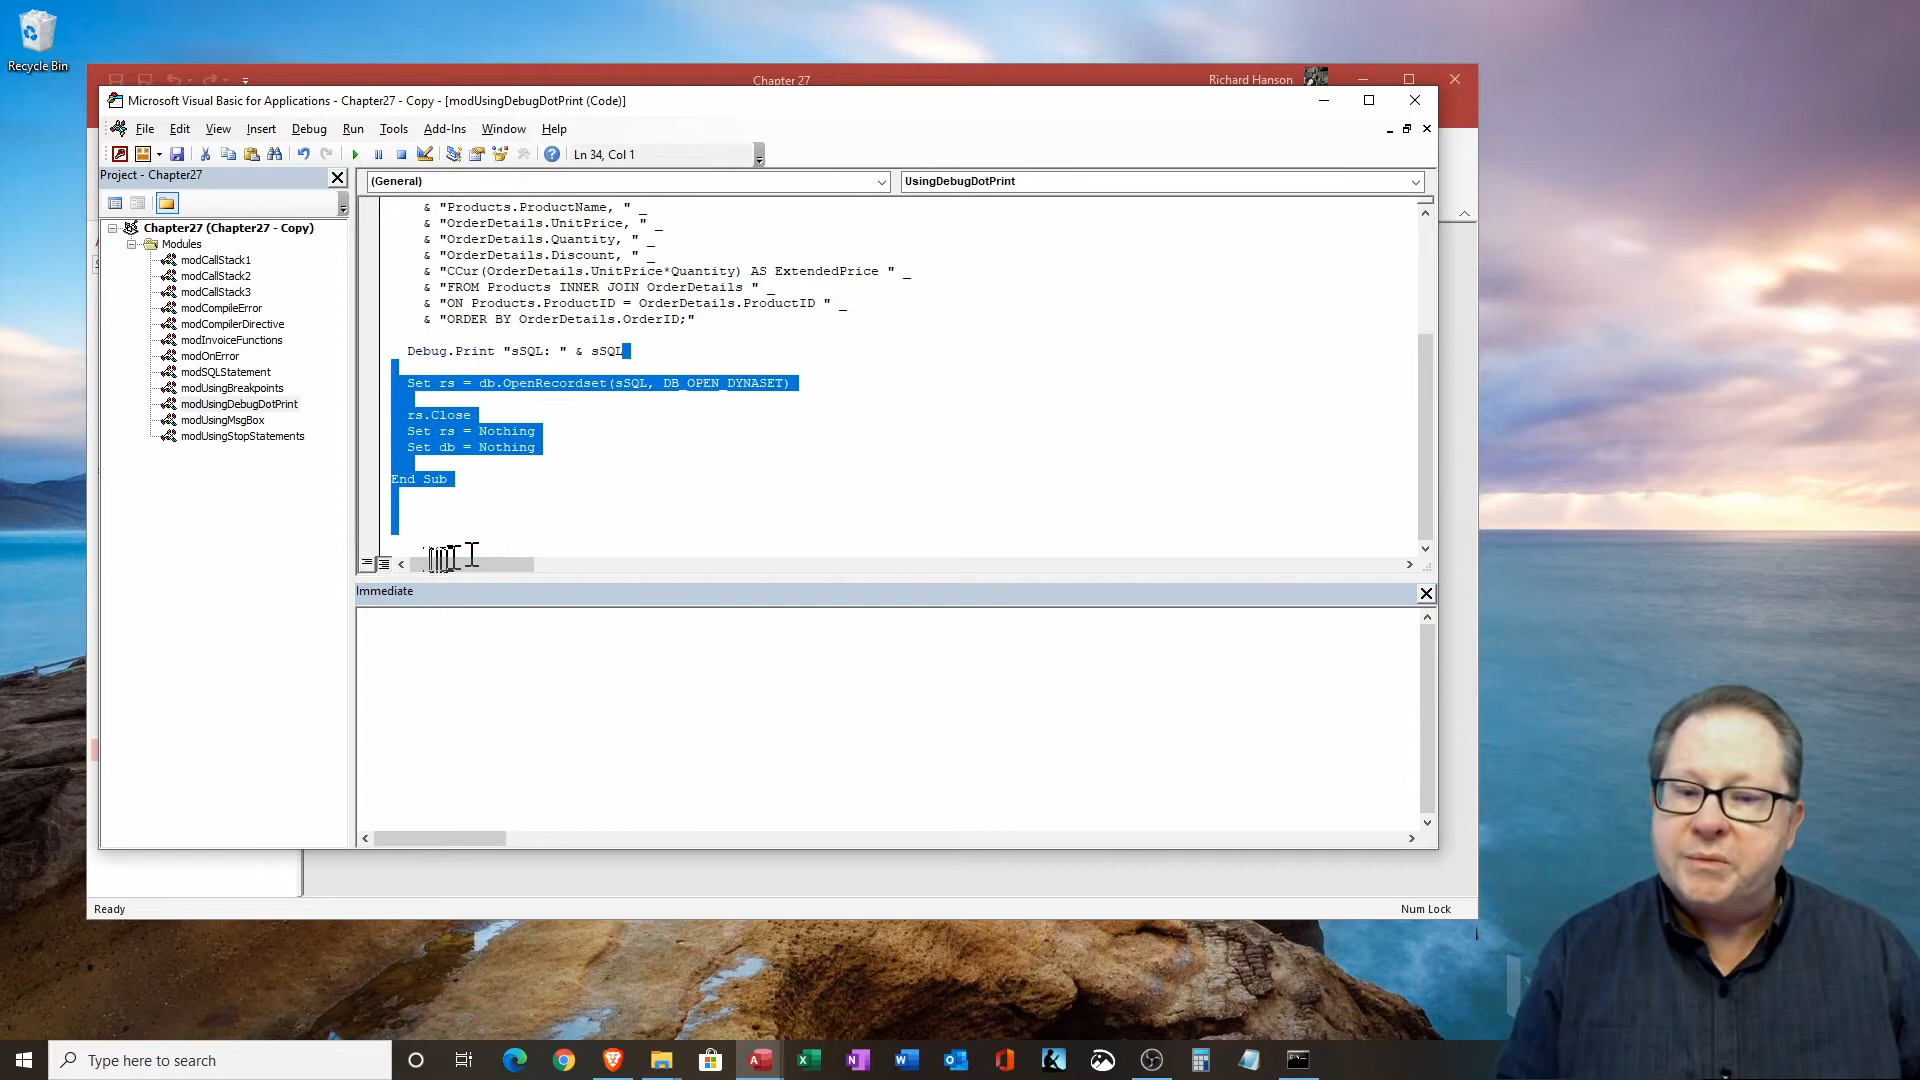 Recycle Bin
Chapter 27
Richard Hanson
Microsoft Visual Basic for Applications - Chapter27 - Copy - [modUsingDebugDotPrint (Code)]
File Edit View Insert Debug Run Tools Add-Ins Window Help
Ln 34, Col 1
Project - Chapter27
(General)
UsingDebugDotPrint
Chapter27 (Chapter27 - Copy)
Modules
modCallStack1
modCallStack2
modCallStack3
modCompileError
modCompilerDirective
modInvoiceFunctions
modOnError
modSQLStatement
modUsingBreakpoints
modUsingDebugDotPrint
modUsingMsgBox
modUsingStopStatements
& "Products.ProductName, " _
& "OrderDetails.UnitPrice, " _
& "OrderDetails.Quantity, " _
& "OrderDetails.Discount, " _
& "CCur(OrderDetails.UnitPrice*Quantity) AS ExtendedPrice " _
& "FROM Products INNER JOIN OrderDetails " _
& "ON Products.ProductID = OrderDetails.ProductID " _
& "ORDER BY OrderDetails.OrderID;"
Debug.Print "sSQL: " & sSQL
Set rs = db.OpenRecordset(sSQL, DB_OPEN_DYNASET)
rs.Close
Set rs = Nothing
Set db = Nothing
End Sub
Immediate
Ready
Num Lock
Type here to search